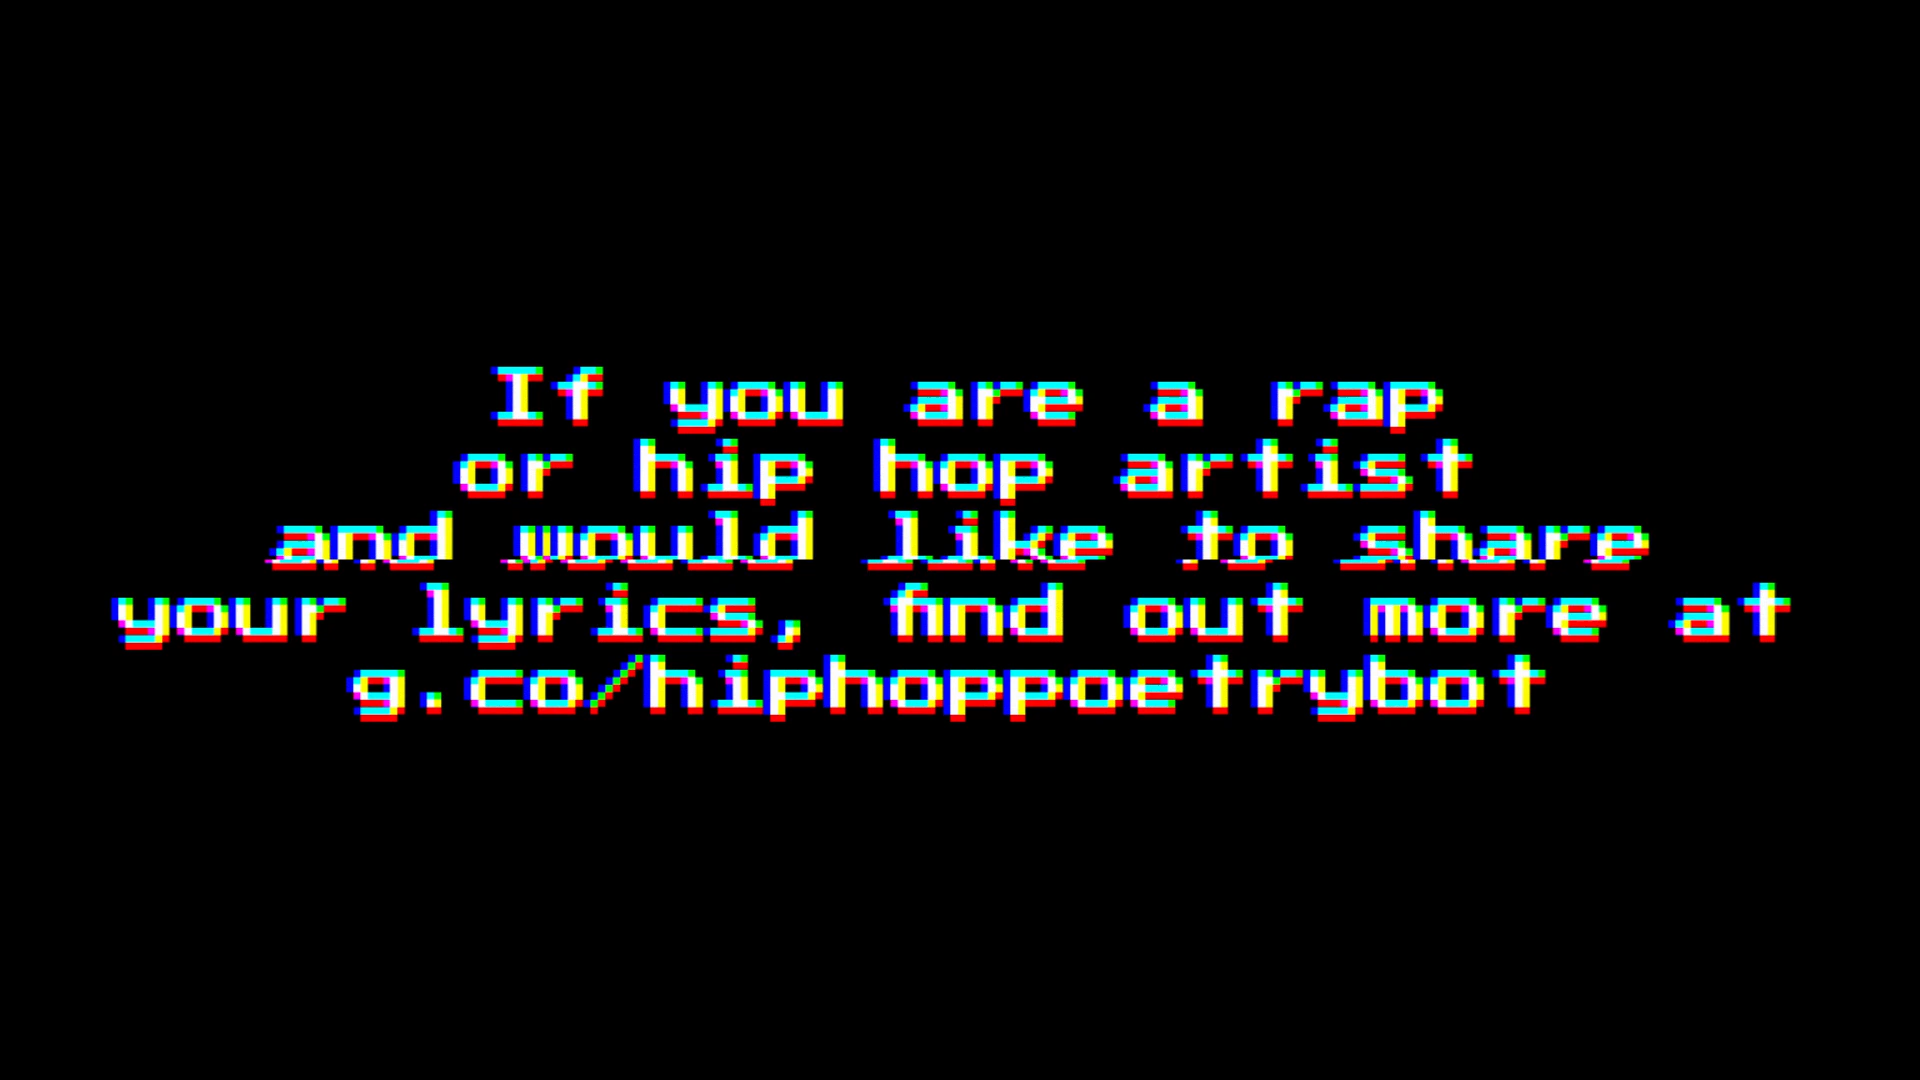 If you are a rap
or hip hop artist
and would like to share
your lyrics, find out more at
g.co/hiphoppoetrybot